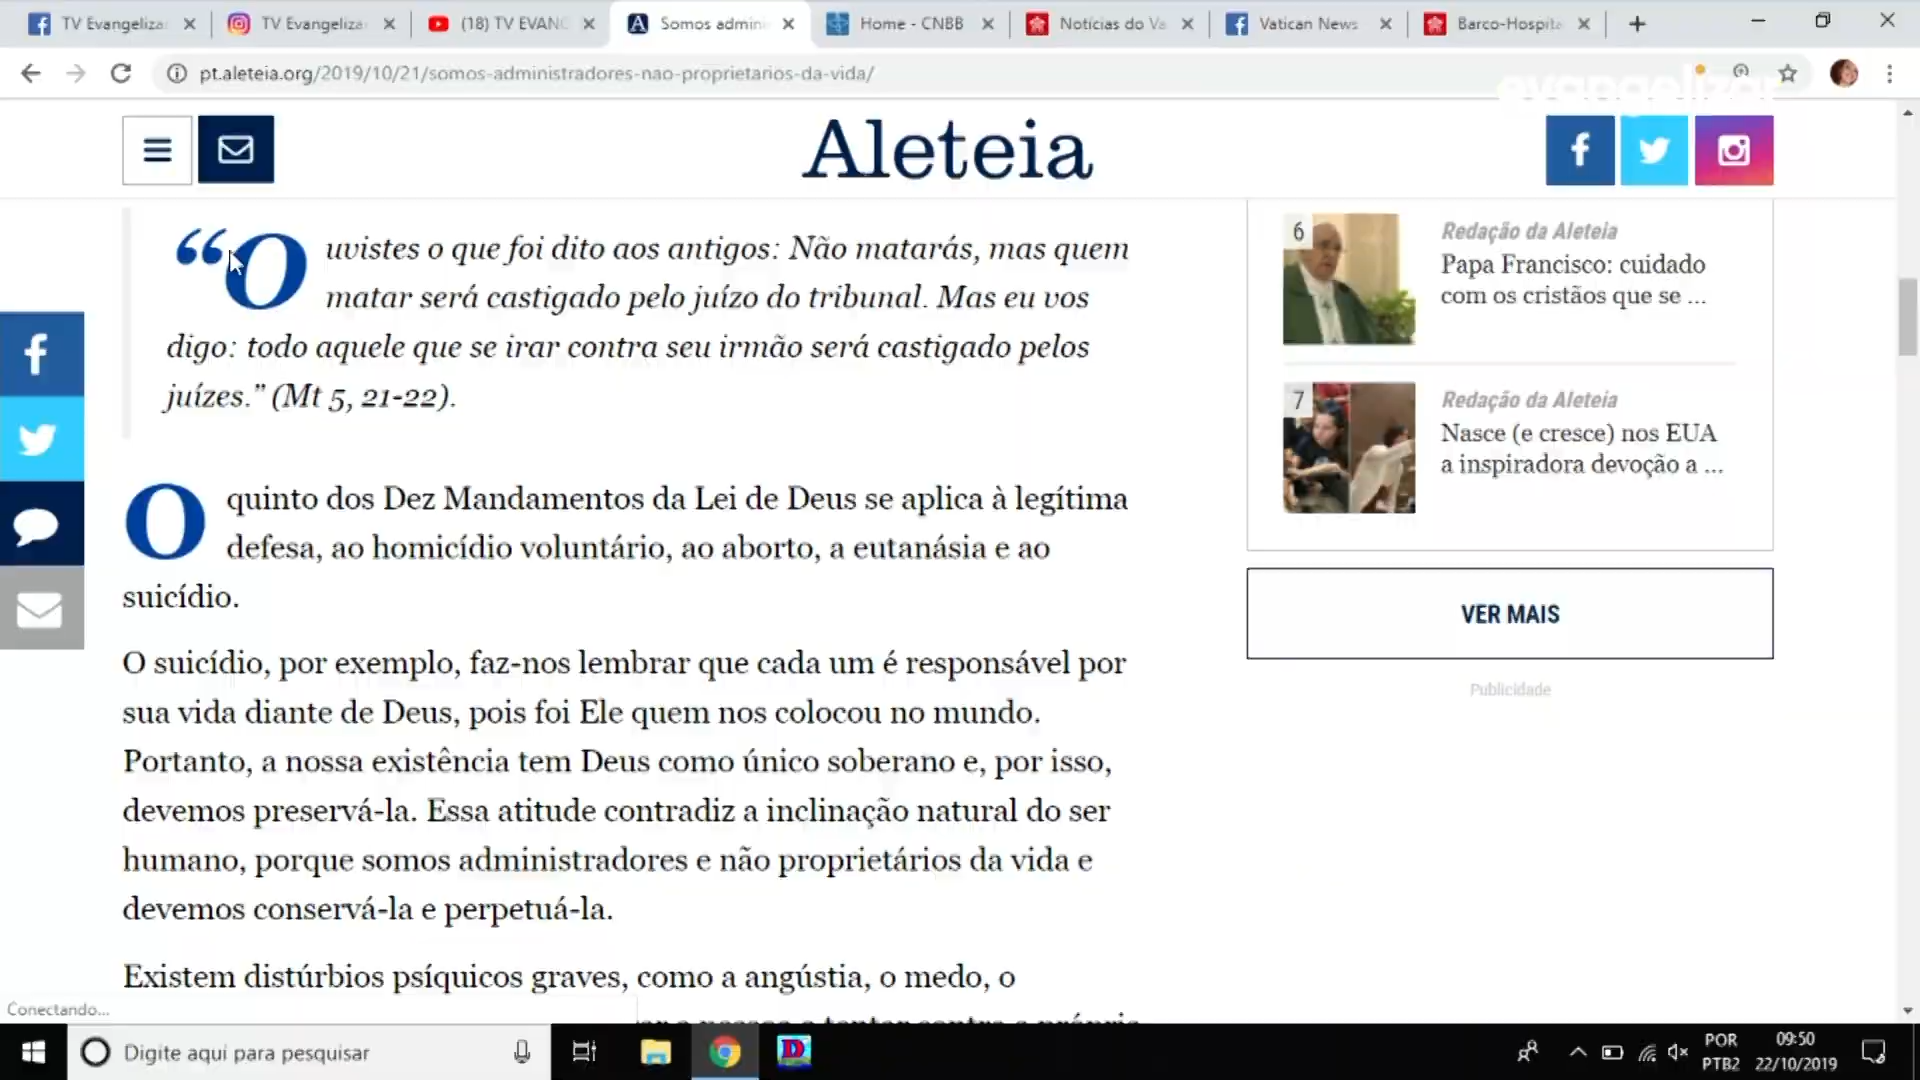 TV Evangeliza
TV Evangeliza
(18) TV EVANG
Somos admini
Home - CNBB
Notícias do Va
Vatican News
Barco-Hospita
pt.aleteia.org/2019/10/21/somos-administradores-nao-proprietarios-da-vida/
evangelizar
Aleteia
“O uvistes o que foi dito aos antigos: Não matarás, mas quem
matar será castigado pelo juízo do tribunal. Mas eu vos
digo: todo aquele que se irar contra seu irmão será castigado pelos
juízes.” (Mt 5, 21-22).
O quinto dos Dez Mandamentos da Lei de Deus se aplica à legítima
defesa, ao homicídio voluntário, ao aborto, a eutanásia e ao
suicídio.
O suicídio, por exemplo, faz-nos lembrar que cada um é responsável por
sua vida diante de Deus, pois foi Ele quem nos colocou no mundo.
Portanto, a nossa existência tem Deus como único soberano e, por isso,
devemos preservá-la. Essa atitude contradiz a inclinação natural do ser
humano, porque somos administradores e não proprietários da vida e
devemos conservá-la e perpetuá-la.
Existem distúrbios psíquicos graves, como a angústia, o medo, o
6
Redação da Aleteia
Papa Francisco: cuidado
com os cristãos que se ...
7
Redação da Aleteia
Nasce (e cresce) nos EUA
a inspiradora devoção a ...
VER MAIS
Publicidade
Conectando...
Digite aqui para pesquisar
POR
PTB2
09:50
22/10/2019